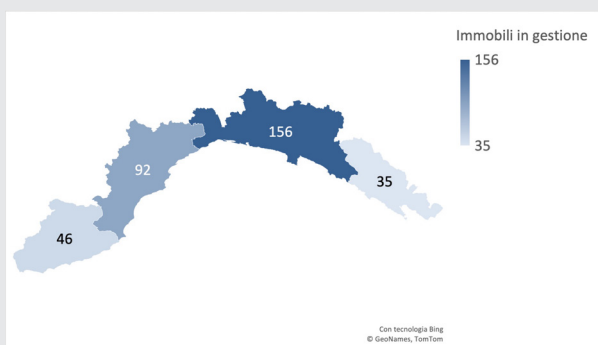 Immobili in gestione
156
35
156
92
35
46
Con tecnologia Bing
© GeoNames, TomTom